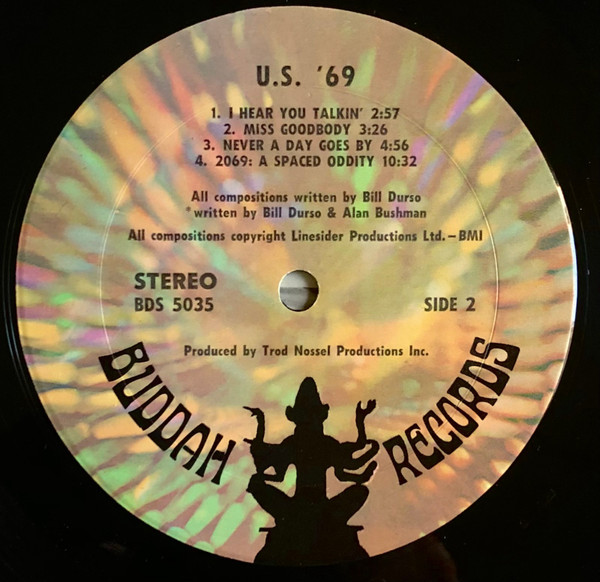 U.S. '69
1. I HEAR YOU TALKIN' 2:57
2. MISS GOODBODY 3:26
3. NEVER A DAY GOES BY 4:56
4. 2069: A SPACED ODDITY 10:32
All compositions written by Bill Durso
*written by Bill Durso & Alan Bushman
All compositions copyright Linesider Productions Ltd.–BMI
STEREO
BDS 5035
SIDE 2
Produced by Trod Nossel Productions Inc.
BUDDAH RECORDS